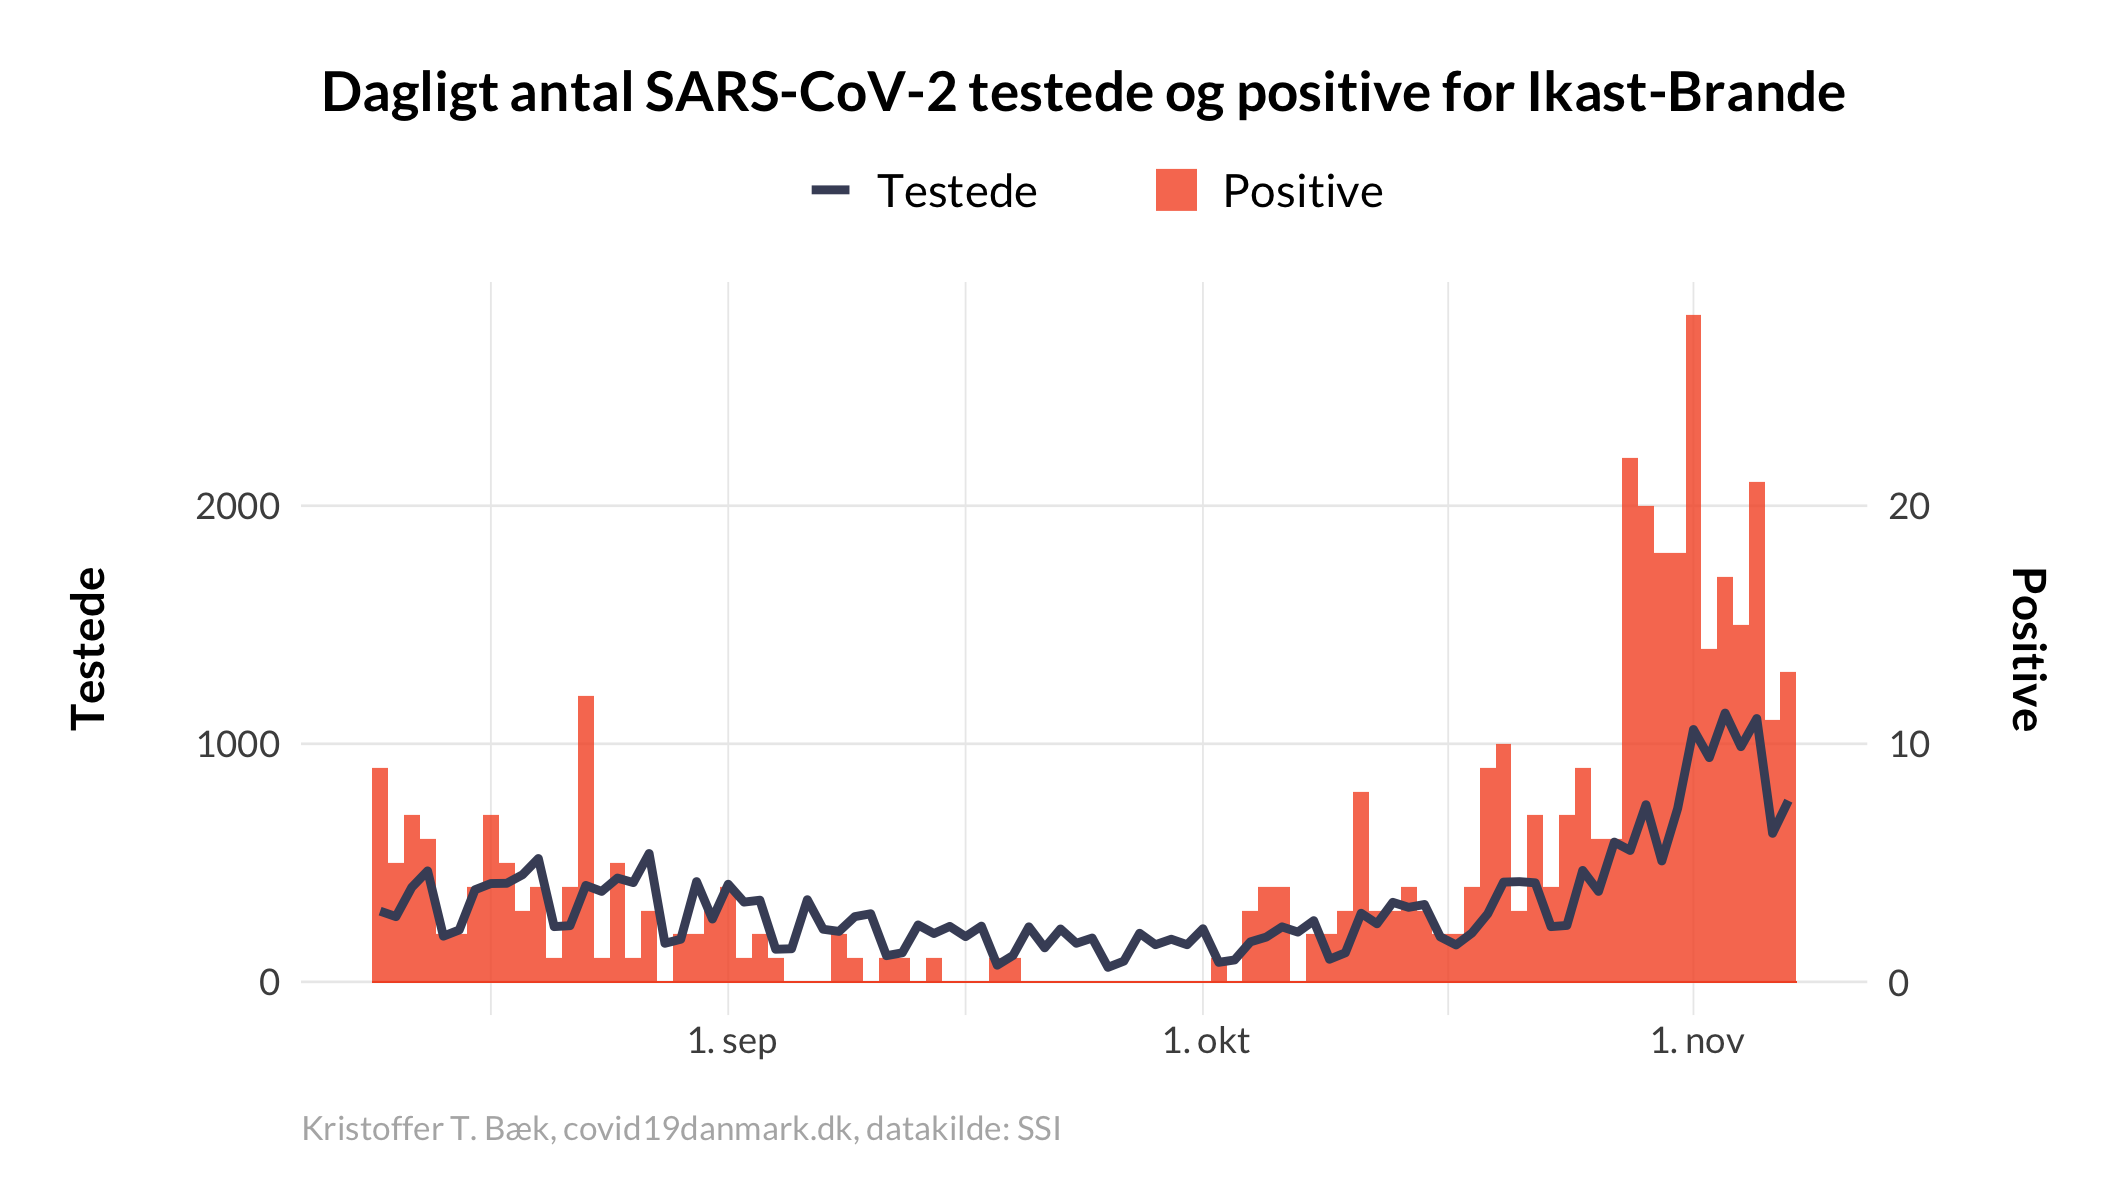 Dagligt antal SARS-CoV-2 testede og positive for Ikast-Brande
Testede
Positive
2000
1000
0
Testede
20
10
0
Positive
1. sep
1. okt
1. nov
Kristoffer T. Bæk, covid19danmark.dk, datakilde: SSI